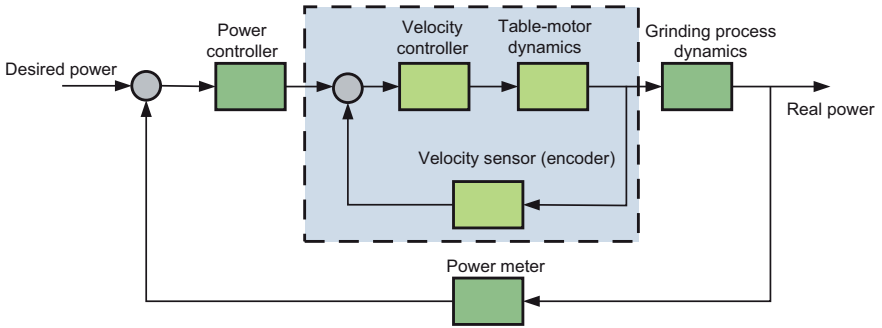 Power
controller
Velocity
controller
Table-motor
dynamics
Grinding process
dynamics
Desired power
Real power
Velocity sensor (encoder)
Power meter